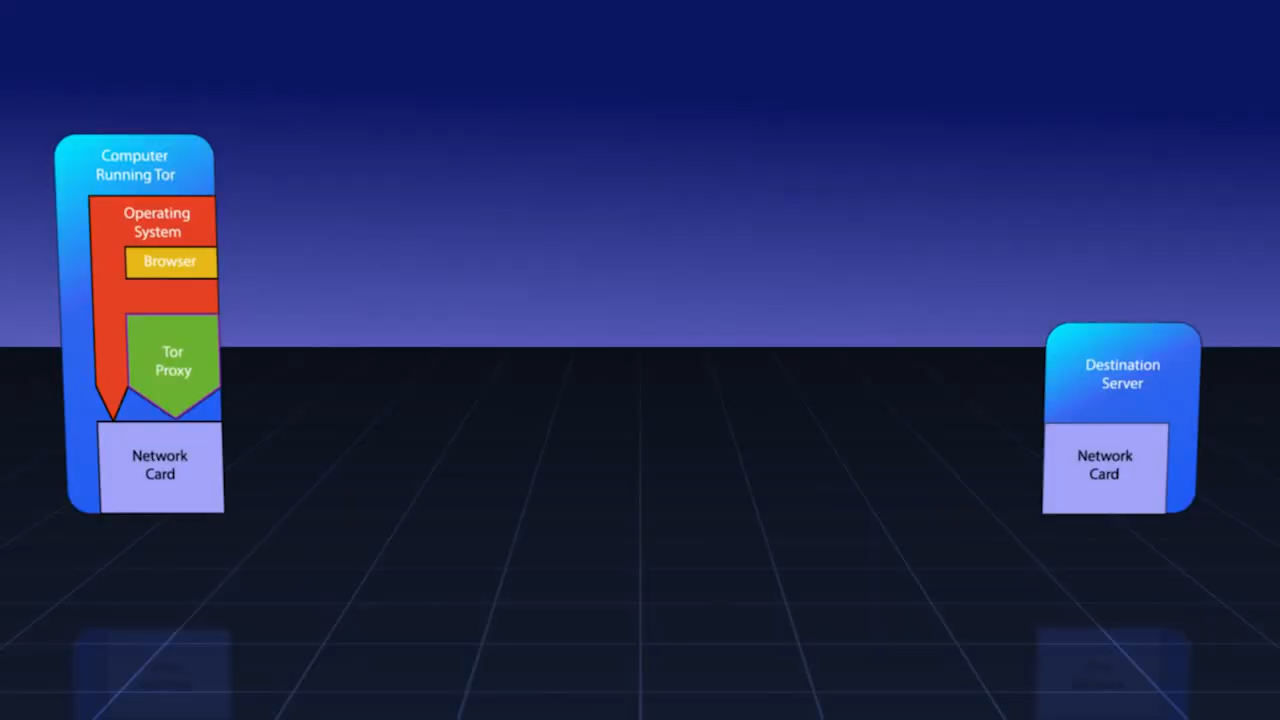 Computer
Running Tor
Operating
System
Browser
Tor
Proxy
Network
Card
Destination
Server
Network
Card